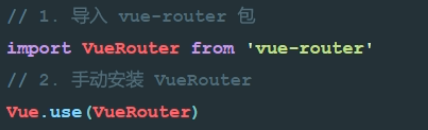 // 1. 导入 vue-router 包
import VueRouter from 'vue-router'
// 2. 手动安装 VueRouter
Vue.use(VueRouter)